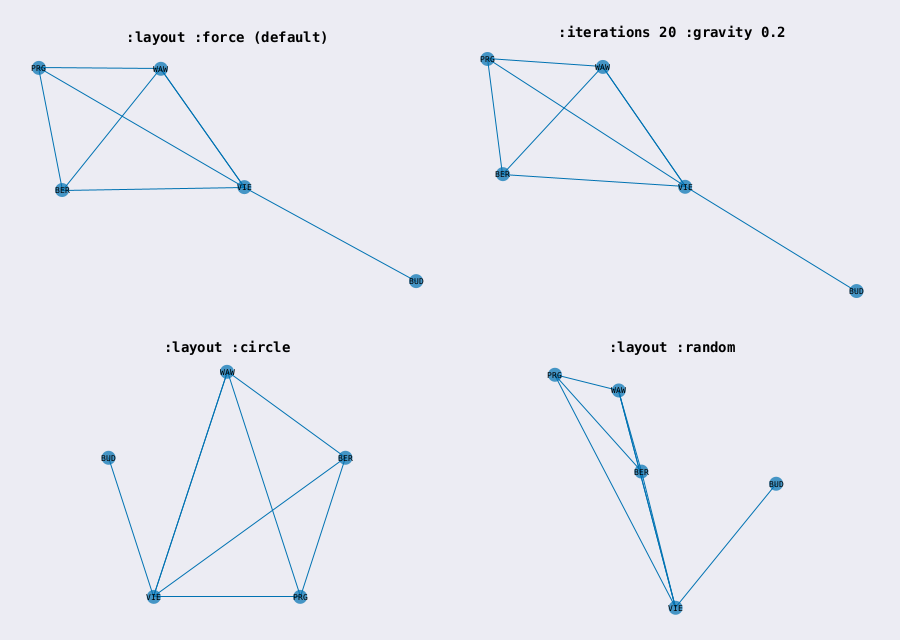 :layout :force (default)
PRG
WAW
BER
VIE
BUD
:iterations 20 :gravity 0.2
PRG
WAW
BER
VIE
BUD
:layout :circle
WAW
BUD
BER
VIE
PRG
:layout :random
PRG
WAW
BER
BUD
VIE